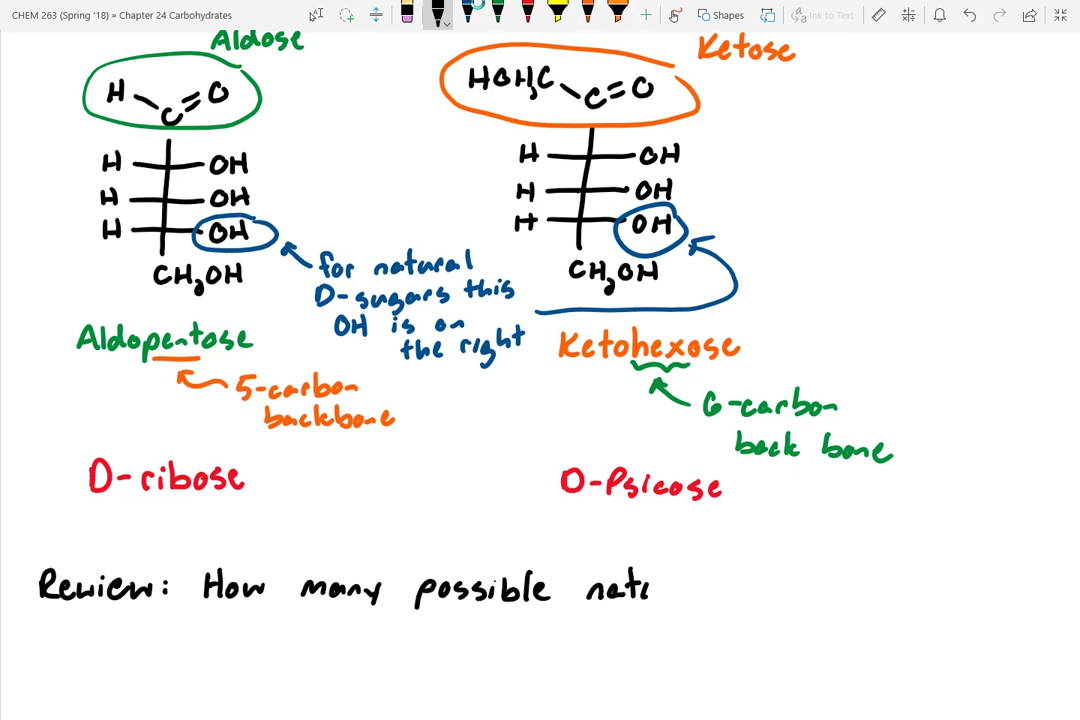 CHEM 263 (Spring '18) » Chapter 24 Carbohydrates
Shapes
Ink to Text
Aldose
Ketose
H C=O
HOH₂C C=O
H OH
H OH
H OH
CH₂OH
H OH
H OH
H OH
CH₂OH
for natural
D-sugars this
OH is on
the right
Aldopentose
Ketohexose
5-carbon
backbone
6-carbon
back bone
D-ribose
D-Psicose
Review: How many possible nat